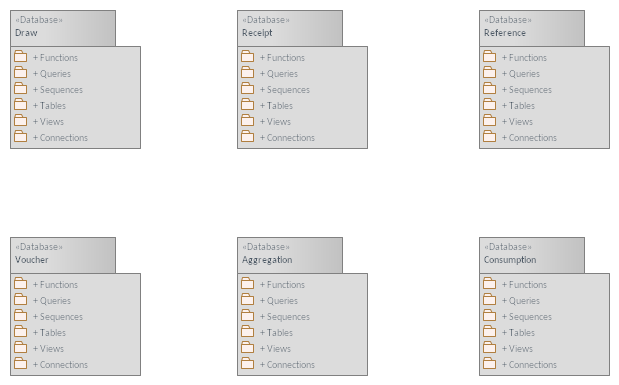 «Database»
Draw
+ Functions
+ Queries
+ Sequences
+ Tables
+ Views
+ Connections
«Database»
Receipt
+ Functions
+ Queries
+ Sequences
+ Tables
+ Views
+ Connections
«Database»
Reference
+ Functions
+ Queries
+ Sequences
+ Tables
+ Views
+ Connections
«Database»
Voucher
+ Functions
+ Queries
+ Sequences
+ Tables
+ Views
+ Connections
«Database»
Aggregation
+ Functions
+ Queries
+ Sequences
+ Tables
+ Views
+ Connections
«Database»
Consumption
+ Functions
+ Queries
+ Sequences
+ Tables
+ Views
+ Connections